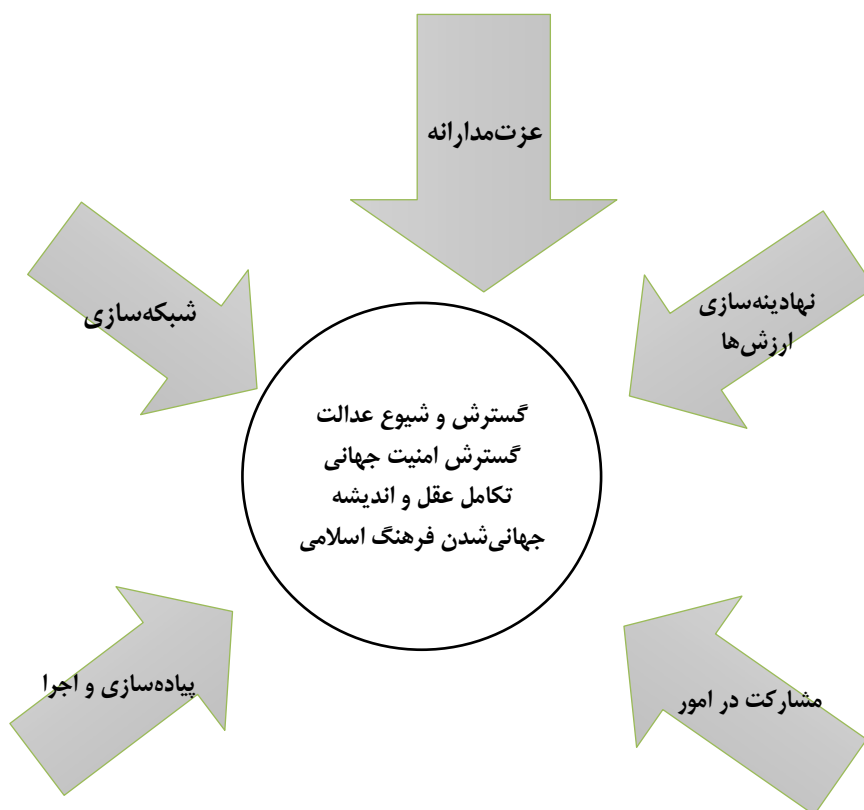 عزت‌مدارانه
نهادینه‌سازی
ارزش‌ها
شبکه‌سازی
گسترش و شیوع عدالت
گسترش امنیت جهانی
تکامل عقل و اندیشه
جهانی‌شدن فرهنگ اسلامی
مشارکت در امور
پیاده‌سازی و اجرا